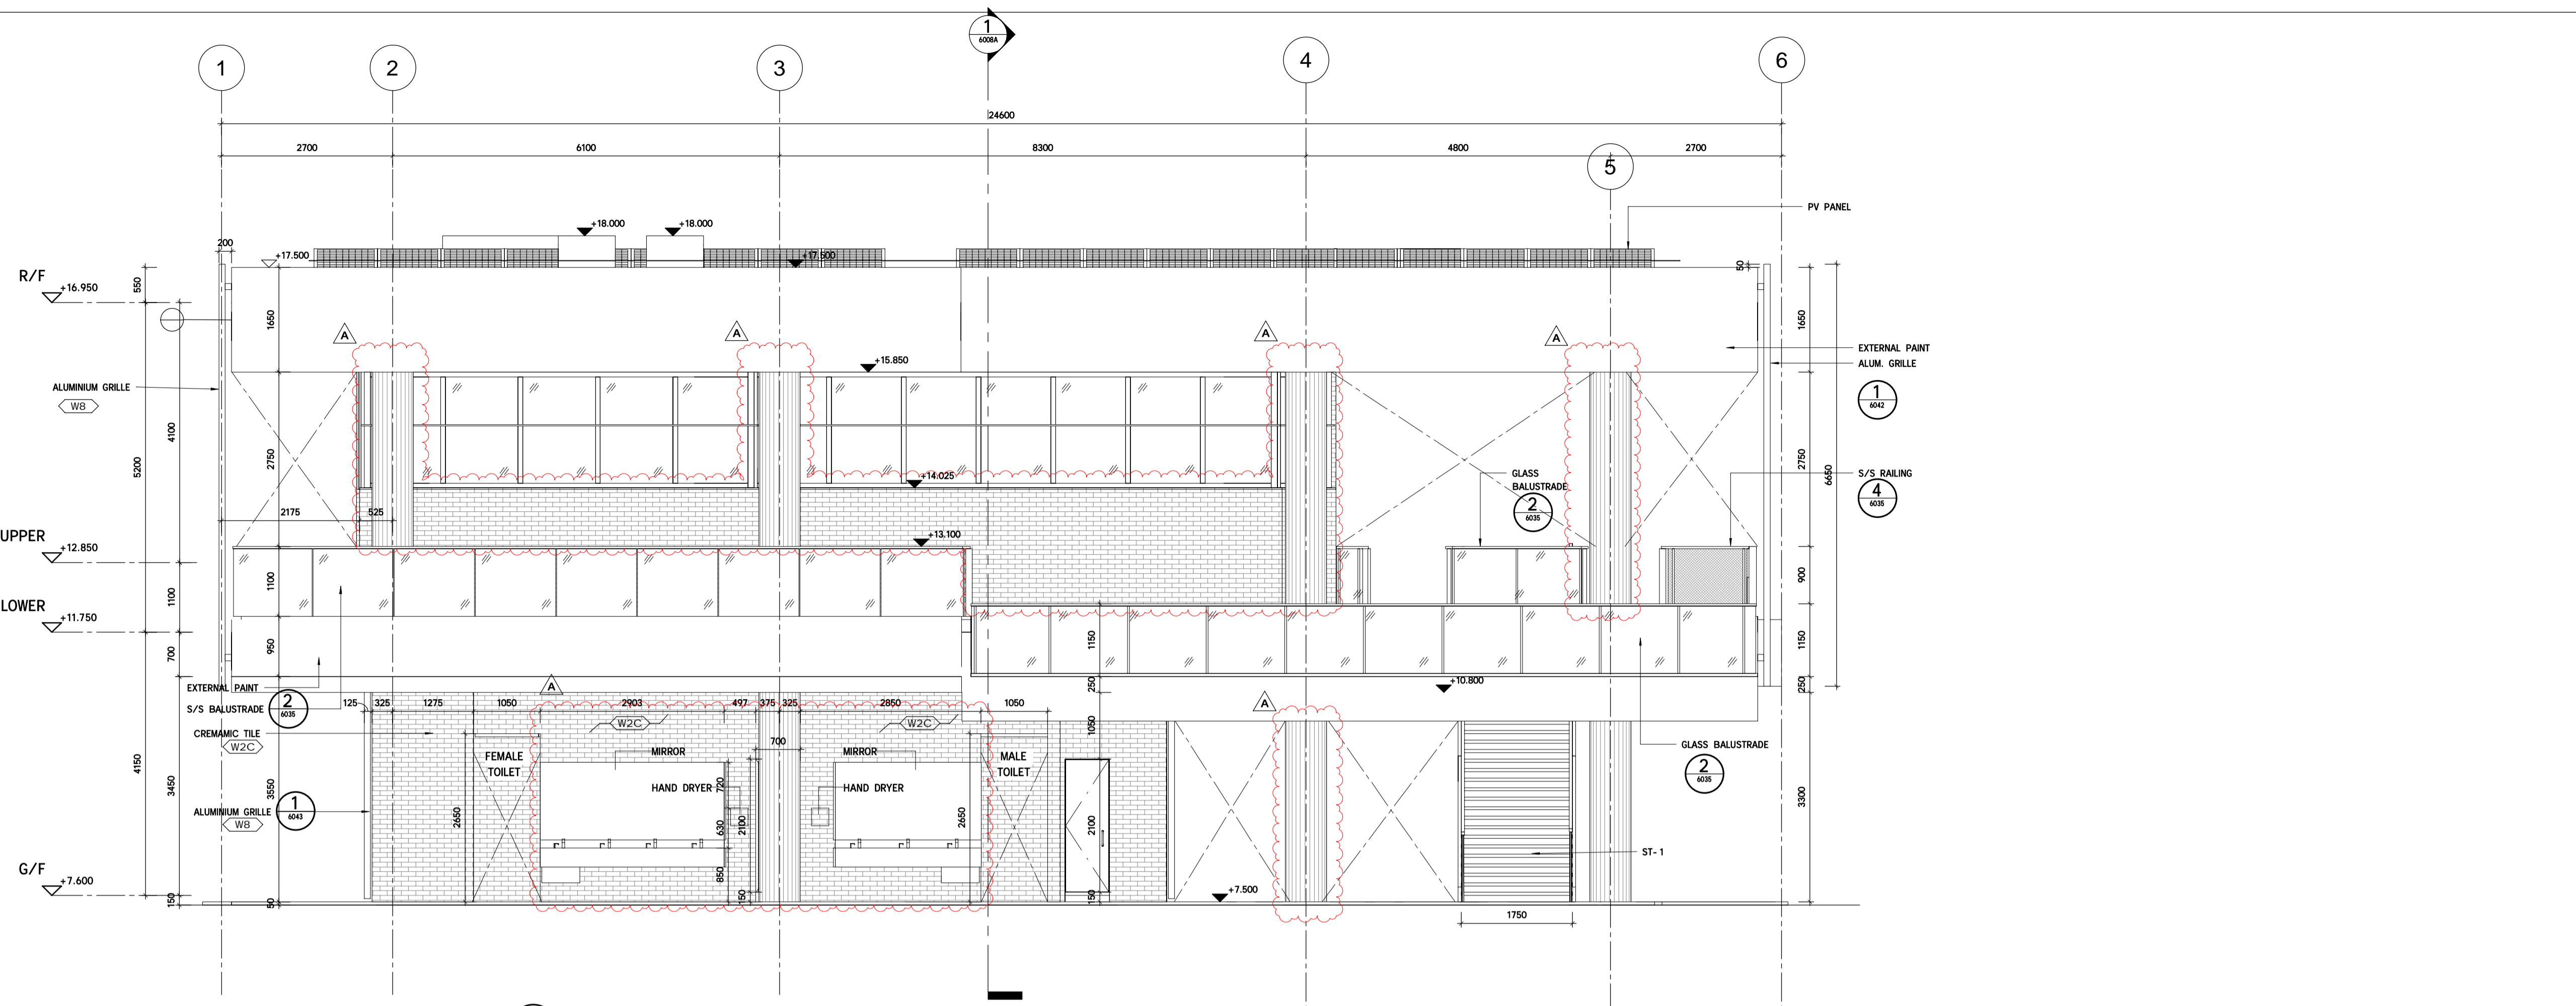 1
6008A
1
2
3
4
6
24600
2700
6100
8300
4800
2700
5
PV PANEL
+18.000
+18.000
200
+17.500
+17.500
50
R/F
+16.950
550
1650
1650
A
A
A
A
EXTERNAL PAINT
ALUM. GRILLE
+15.850
ALUMINIUM GRILLE
W8
1
6042
4100
5200
2750
2750
6650
GLASS
BALUSTRADE
2
6035
S/S RAILING
4
6035
+14.025
2175
525
+13.100
UPPER
+12.850
1100
1100
900
LOWER
+11.750
700
950
1150
1150
250
250
+10.800
EXTERNAL PAINT
S/S BALUSTRADE
2
6035
A
A
125
325
1275
1050
2903
497
375
325
2850
1050
1050
W2C
W2C
CREMAMIC TILE
W2C
700
FEMALE
TOILET
MIRROR
MIRROR
MALE
TOILET
GLASS BALUSTRADE
2
6035
4150
3450
3550
HAND DRYER
HAND DRYER
720
3300
ALUMINIUM GRILLE
W8
1
6043
2650
630
2100
2650
2100
ST-1
G/F
+7.600
850
150
50
150
150
+7.500
1750